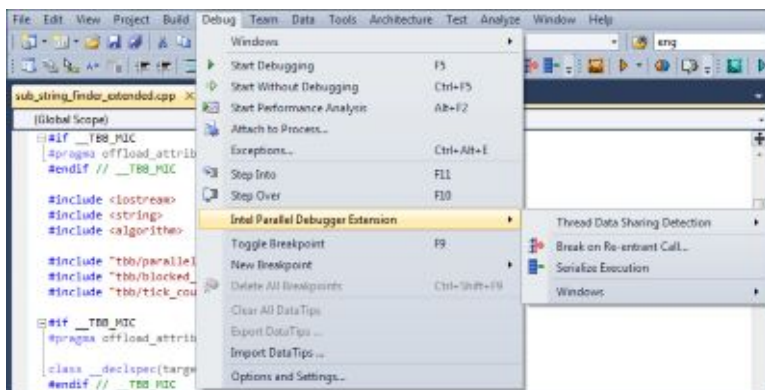 File Edit View Project Build Debug Team Data Tools Architecture Test Analyze Window Help
eng
sub_string_finder_extended.cpp
(Global Scope)
#if __TBB_MIC
#pragma offload_attrib
#endif // __TBB_MIC
#include <iostream>
#include <string>
#include <algorithm>
#include "tbb/parallel
#include "tbb/blocked_
#include "tbb/tick_cou
#if __TBB_MIC
#pragma offload_attrib
class __declspec(targe
#endif // __TBB_MIC
Windows
Start Debugging F5
Start Without Debugging Ctrl+F5
Start Performance Analysis Alt+F2
Attach to Process...
Exceptions... Ctrl+Alt+E
Step Into F11
Step Over F10
Intel Parallel Debugger Extension
Toggle Breakpoint F9
New Breakpoint
Delete All Breakpoints Ctrl+Shift+F9
Clear All DataTips
Export DataTips ...
Import DataTips ...
Options and Settings...
Thread Data Sharing Detection
Break on Re-entrant Call...
Serialize Execution
Windows